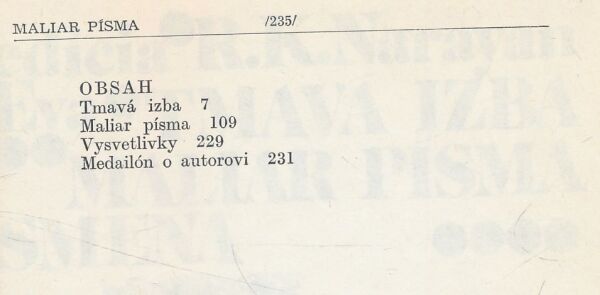 MALIAR PÍSMA /235/
OBSAH
Tmavá izba 7
Maliar písma 109
Vysvetlivky 229
Medailón o autorovi 231